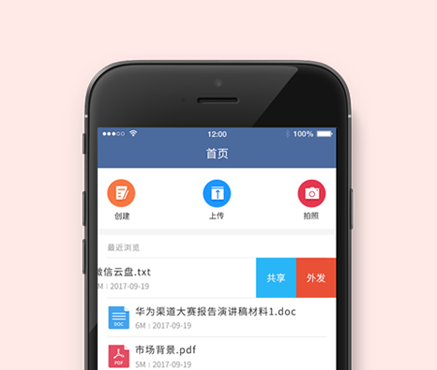 12:00
100%
首页
创建
上传
拍照
最近浏览
微信云盘.txt
M | 2017-09-19
共享
外发
DOC
华为渠道大赛报告演讲稿材料1.doc
6M | 2017-09-19
PDF
市场背景.pdf
5M | 2017-09-19